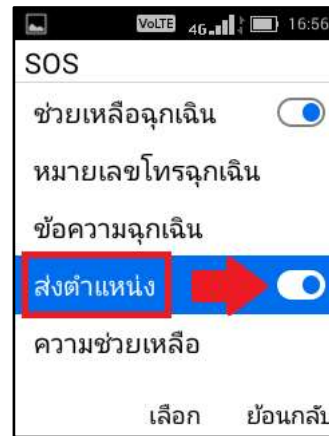 VoLTE 4G 16:56
SOS
ช่วยเหลือฉุกเฉิน
หมายเลขโทรฉุกเฉิน
ข้อความฉุกเฉิน
ส่งตำแหน่ง
ความช่วยเหลือ
เลือก ย้อนกลับ